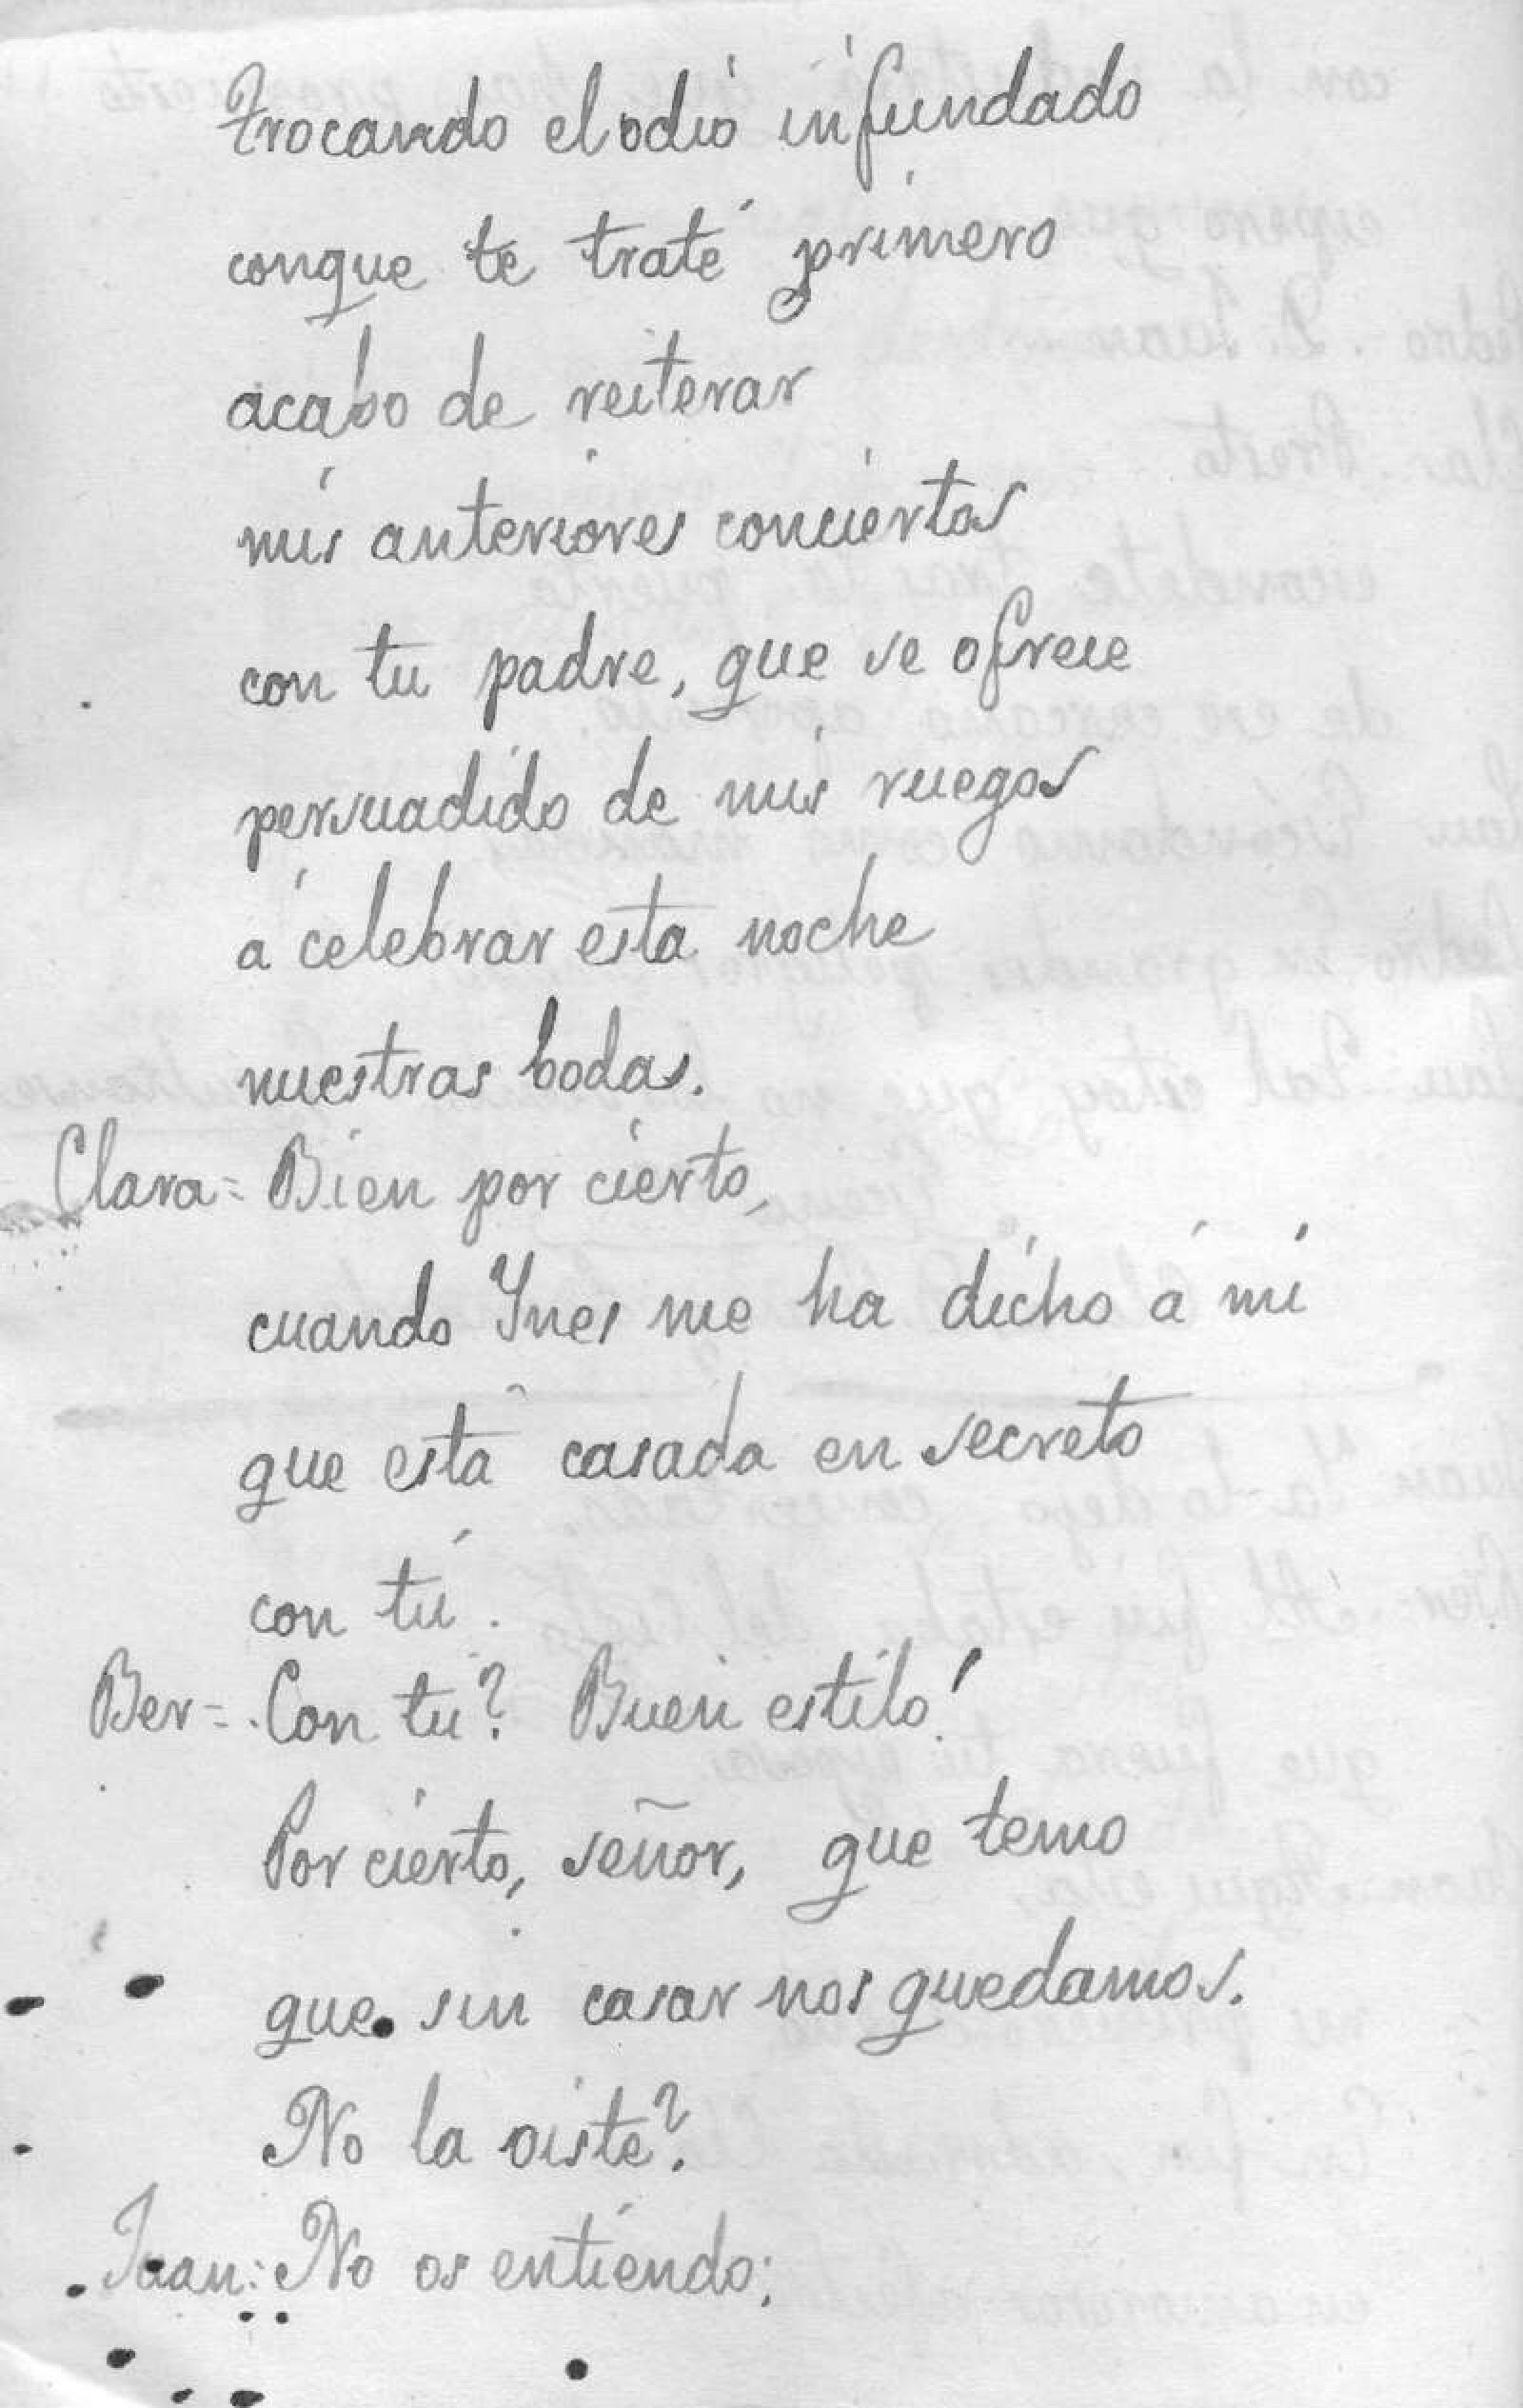 trocando el odio infundado
conque te traté primero
acabo de reiterar
mis anteriores conciertos
con tu padre, que se ofrece
persuadido de mis ruegos
á celebrar esta noche
nuestras bodas.
Clara= Bien por cierto,
cuando Ynes me ha dicho á mí
que está casada en secreto
con tú.
Ber=. Con tu? Buen estilo!
Por cierto, señor, que temo
que sin casar nos quedamos.
No la oiste?
Juan: No os entiendo;